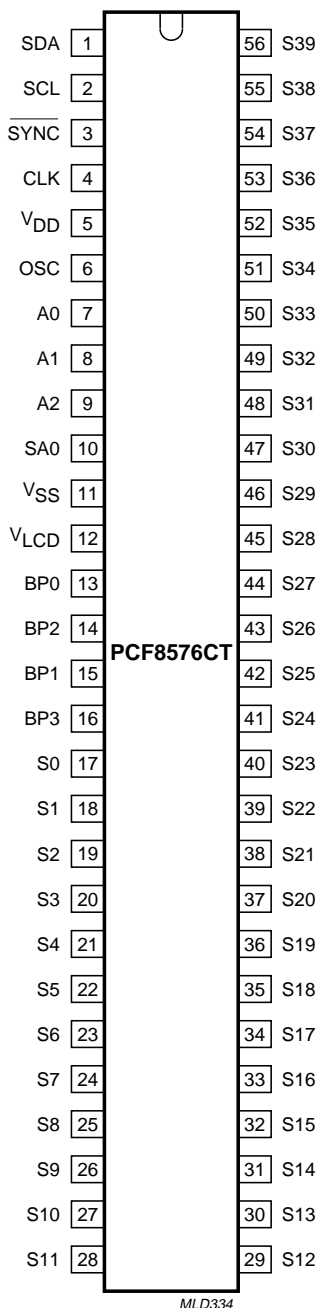 SDA 1 56 S39
SCL 2 55 S38
SYNC 3 54 S37
CLK 4 53 S36
VDD 5 52 S35
OSC 6 51 S34
A0 7 50 S33
A1 8 49 S32
A2 9 48 S31
SA0 10 47 S30
VSS 11 46 S29
VLCD 12 45 S28
BP0 13 44 S27
BP2 14 43 S26
PCF8576CT
BP1 15 42 S25
BP3 16 41 S24
S0 17 40 S23
S1 18 39 S22
S2 19 38 S21
S3 20 37 S20
S4 21 36 S19
S5 22 35 S18
S6 23 34 S17
S7 24 33 S16
S8 25 32 S15
S9 26 31 S14
S10 27 30 S13
S11 28 29 S12
MLD334